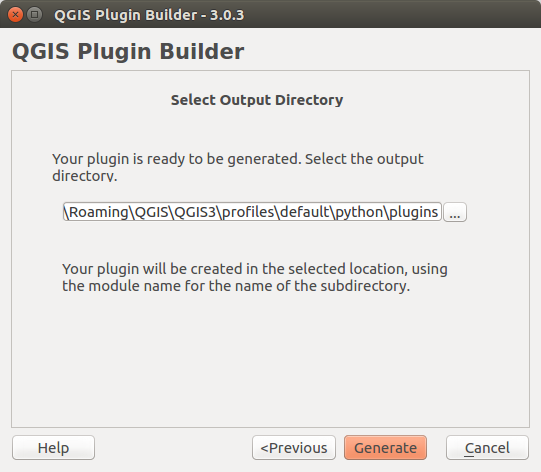 QGIS Plugin Builder - 3.0.3
QGIS Plugin Builder
Select Output Directory
Your plugin is ready to be generated. Select the output
directory.
\Roaming\QGIS\QGIS3\profiles\default\python\plugins
...
Your plugin will be created in the selected location, using
the module name for the name of the subdirectory.
Help
<Previous
Generate
Cancel